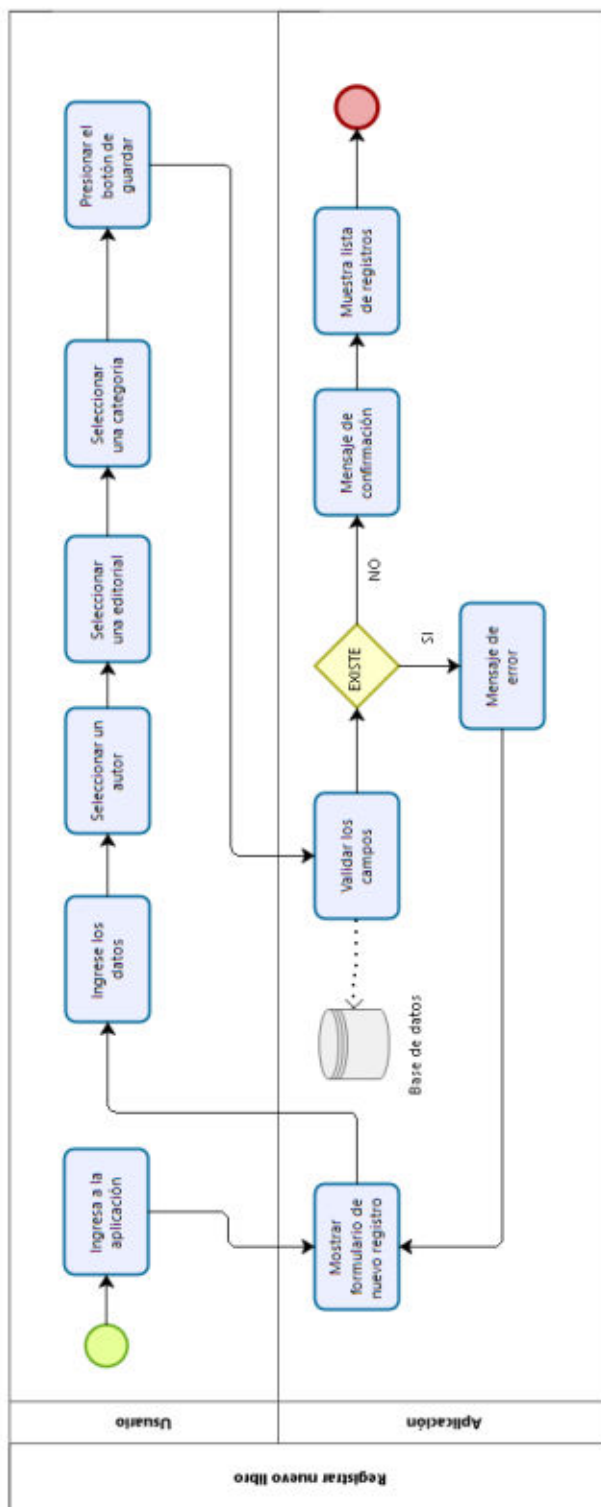 Registrar nuevo libro
Usuario
Ingresa a la
aplicación
Ingrese los
datos
Seleccionar un
autor
Seleccionar
una editorial
Seleccionar
una categoria
Presionar el
botón de
guardar
Aplicación
Mostrar
formulario de
nuevo registro
Base de datos
Validar los
campos
EXISTE
NO
SI
Mensaje de
confirmación
Muestra lista
de registros
Mensaje de
error